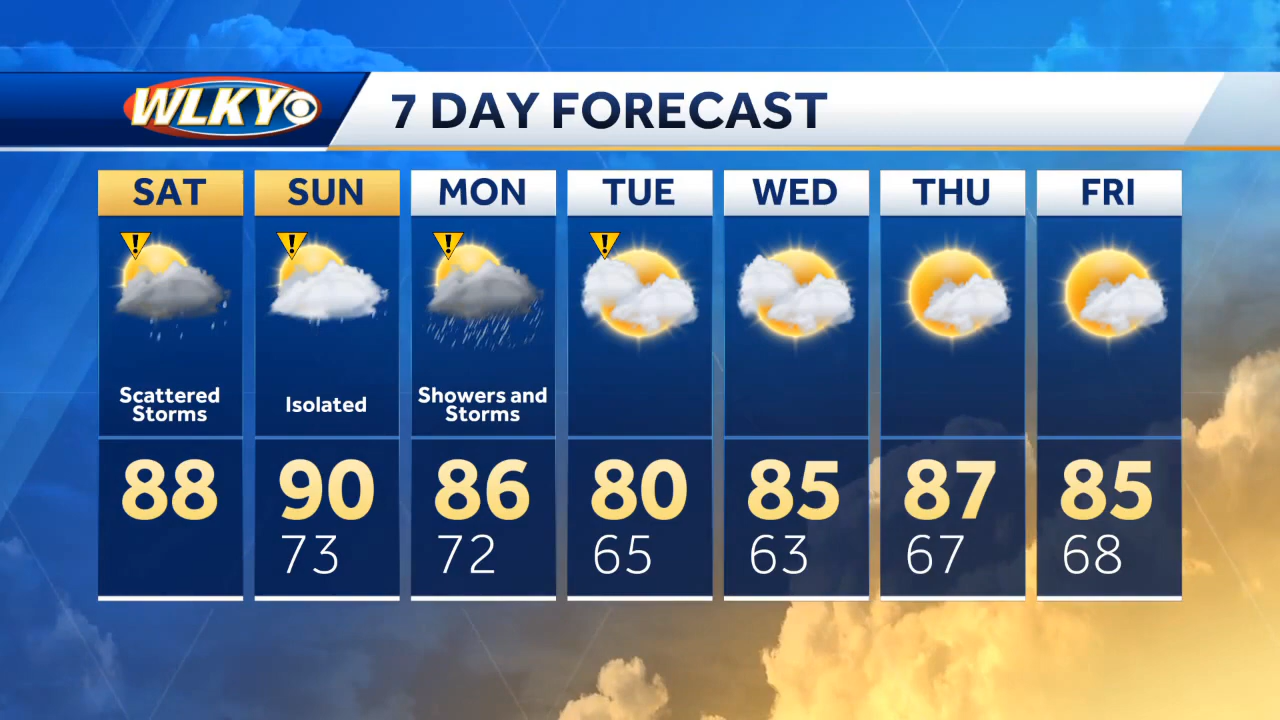 WLKY
7 DAY FORECAST
SAT
SUN
MON
TUE
WED
THU
FRI
!
!
!
!
Scattered
Storms
Isolated
Showers and
Storms
88
90
86
80
85
87
85
73
72
65
63
67
68